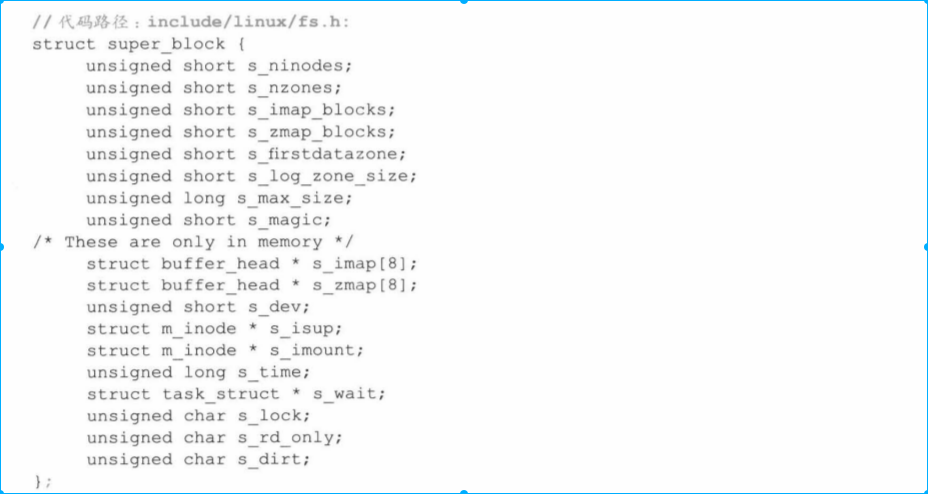 // 代码路径：include/linux/fs.h:
struct super_block {
unsigned short s_ninodes;
unsigned short s_nzones;
unsigned short s_imap_blocks;
unsigned short s_zmap_blocks;
unsigned short s_firstdatazone;
unsigned short s_log_zone_size;
unsigned long s_max_size;
unsigned short s_magic;
/* These are only in memory */
struct buffer_head * s_imap[8];
struct buffer_head * s_zmap[8];
unsigned short s_dev;
struct m_inode * s_isup;
struct m_inode * s_imount;
unsigned long s_time;
struct task_struct * s_wait;
unsigned char s_lock;
unsigned char s_rd_only;
unsigned char s_dirt;
};